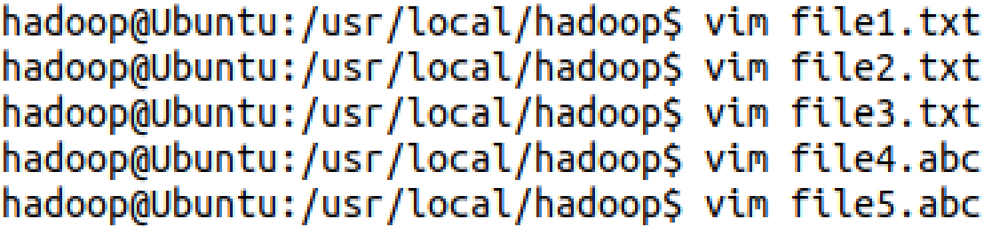 hadoop@Ubuntu:/usr/local/hadoop$ vim file1.txt
hadoop@Ubuntu:/usr/local/hadoop$ vim file2.txt
hadoop@Ubuntu:/usr/local/hadoop$ vim file3.txt
hadoop@Ubuntu:/usr/local/hadoop$ vim file4.abc
hadoop@Ubuntu:/usr/local/hadoop$ vim file5.abc